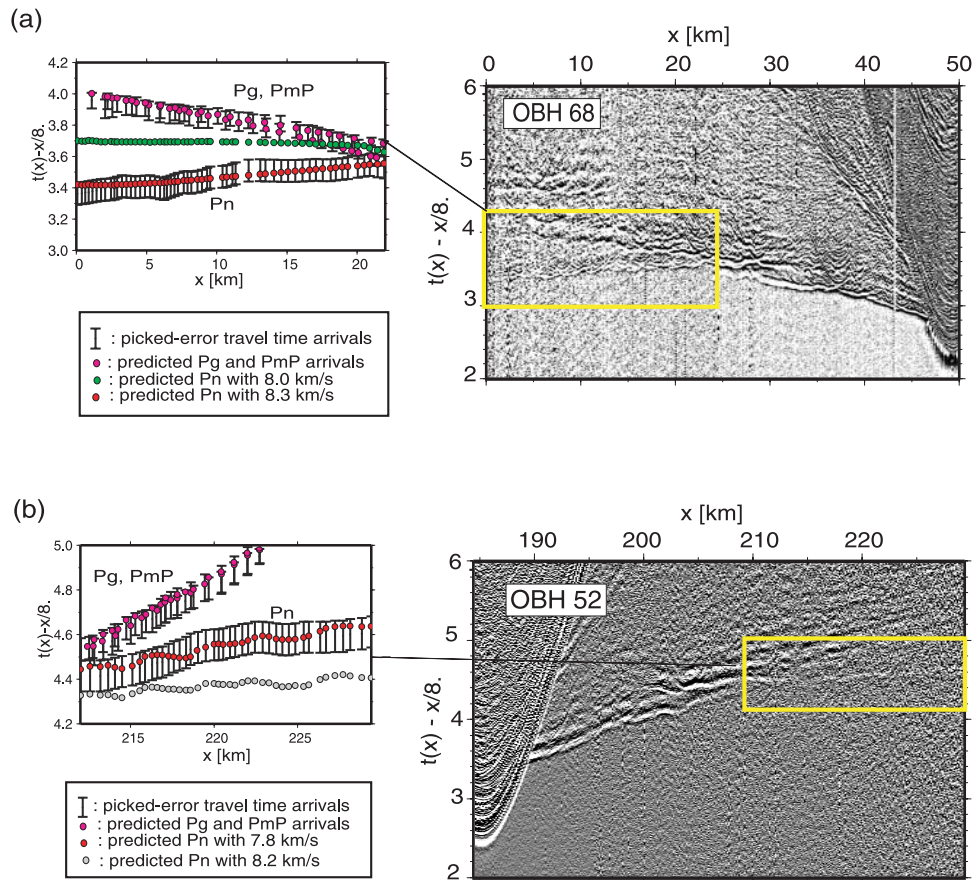 (a)
4.2
4.0
3.8
3.6
3.4
3.2
3.0
t(x)-x/8.
Pg, PmP
Pn
0 5 10 15 20
x [km]
x [km]
0 10 20 30 40 50
6
5
4
3
2
t(x) - x/8.
OBH 68
: picked-error travel time arrivals
: predicted Pg and PmP arrivals
: predicted Pn with 8.0 km/s
: predicted Pn with 8.3 km/s
(b)
5.0
4.8
4.6
4.4
4.2
t(x)-x/8.
Pg, PmP
Pn
215 220 225
x [km]
x [km]
190 200 210 220
6
5
4
3
2
t(x) - x/8.
OBH 52
: picked-error travel time arrivals
: predicted Pg and PmP arrivals
: predicted Pn with 7.8 km/s
: predicted Pn with 8.2 km/s